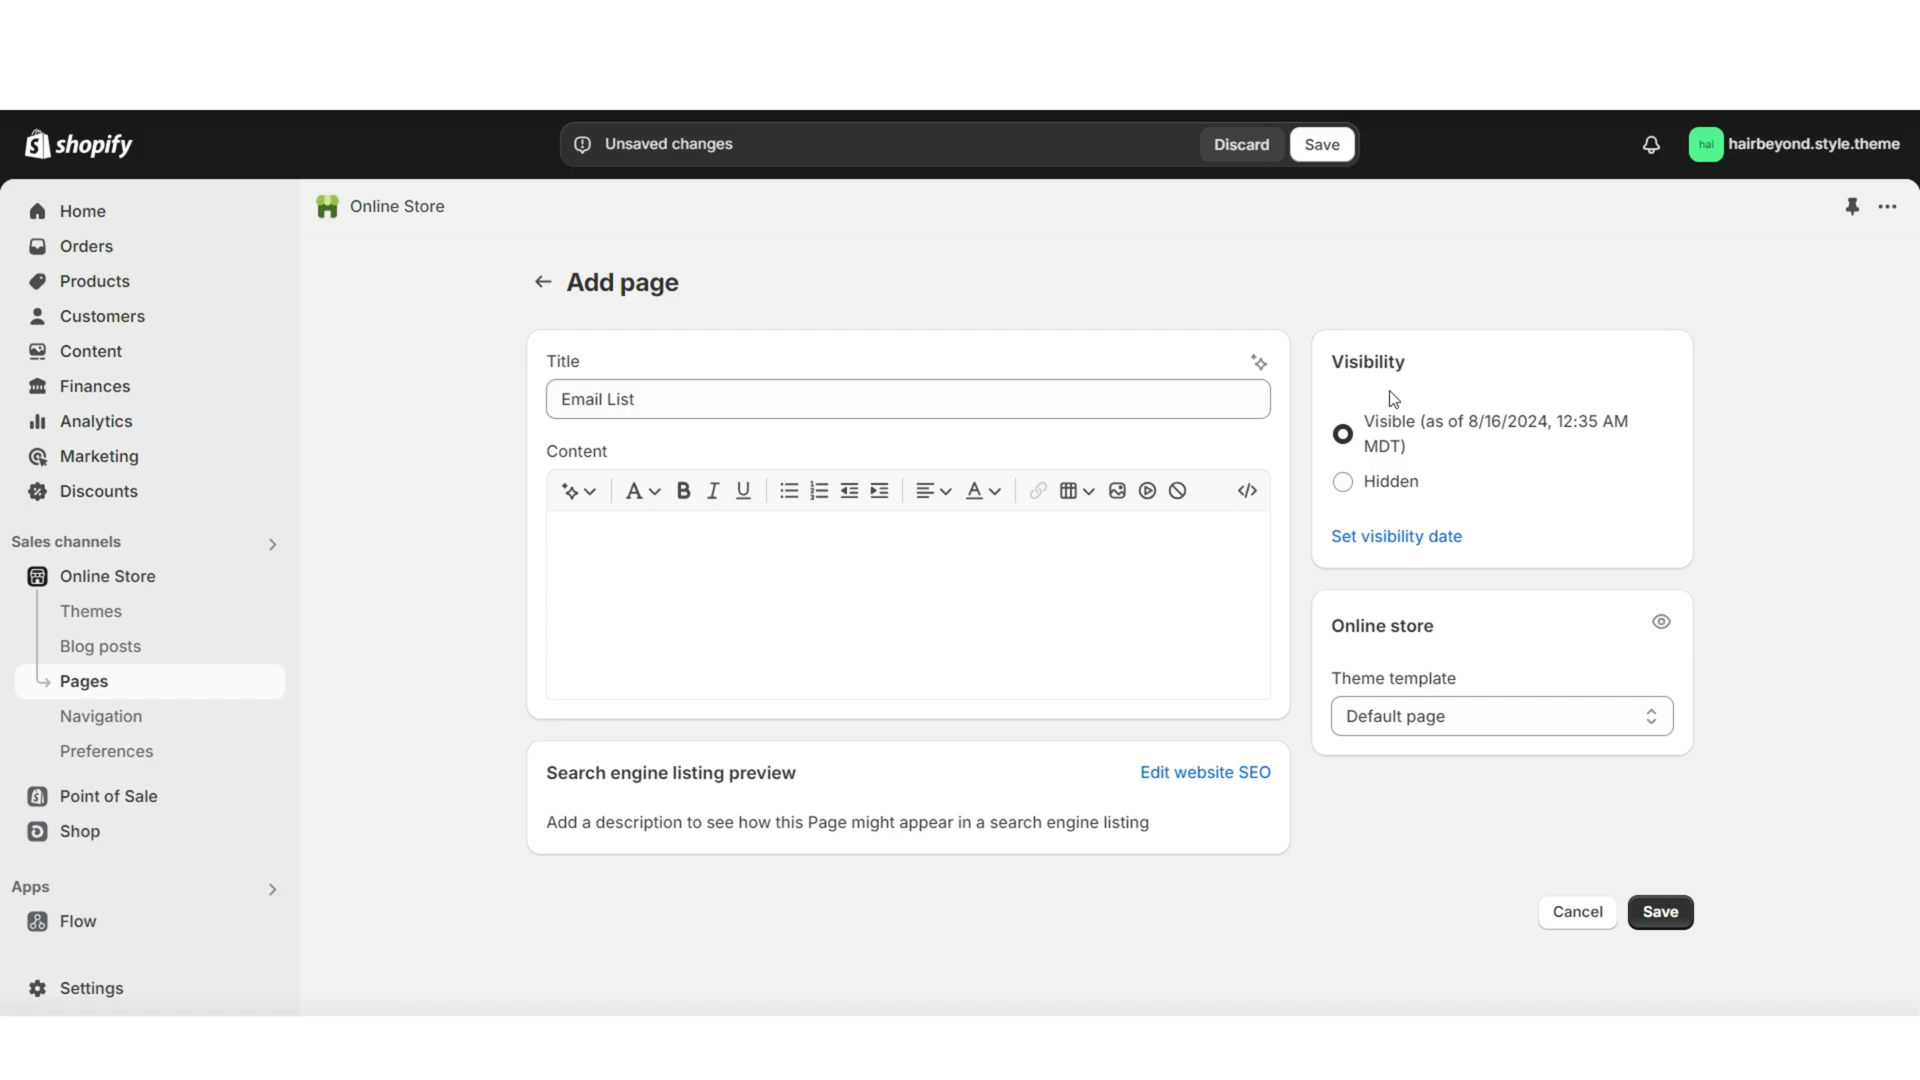 shopify
Unsaved changes
Discard
Save
hai
hairbeyond.style.theme
Home
Orders
Products
Customers
Content
Finances
Analytics
Marketing
Discounts
Sales channels
Online Store
Themes
Blog posts
Pages
Navigation
Preferences
Point of Sale
Shop
Apps
Flow
Settings
Online Store
Add page
Title
Email List
Content
Search engine listing preview
Edit website SEO
Add a description to see how this Page might appear in a search engine listing
Visibility
Visible (as of 8/16/2024, 12:35 AM
MDT)
Hidden
Set visibility date
Online store
Theme template
Default page
Cancel
Save